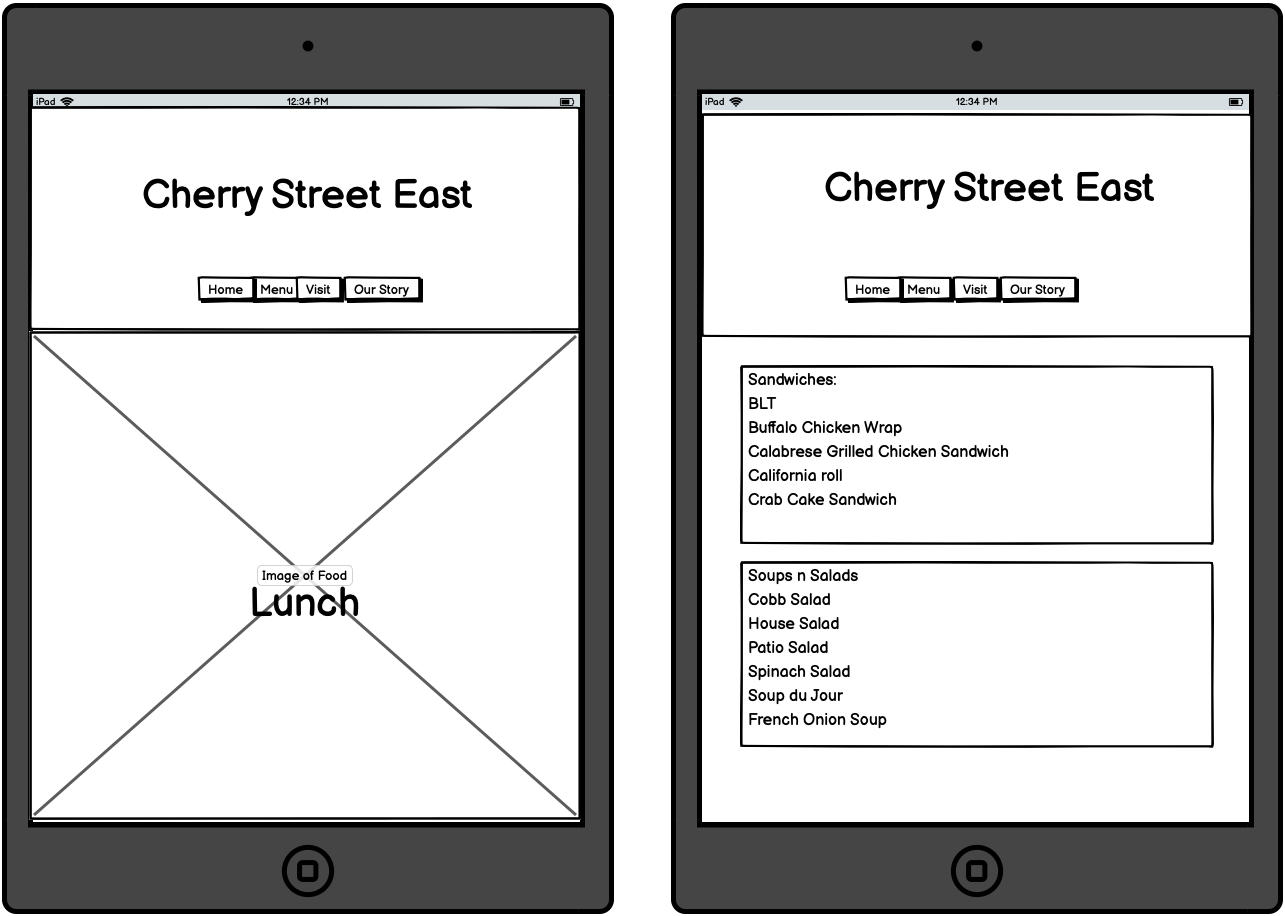 iPad 12:34 PM
Cherry Street East
Home Menu Visit Our Story
Image of Food
Lunch
iPad 12:34 PM
Cherry Street East
Home Menu Visit Our Story
Sandwiches:
BLT
Buffalo Chicken Wrap
Calabrese Grilled Chicken Sandwich
California roll
Crab Cake Sandwich
Soups n Salads
Cobb Salad
House Salad
Patio Salad
Spinach Salad
Soup du Jour
French Onion Soup